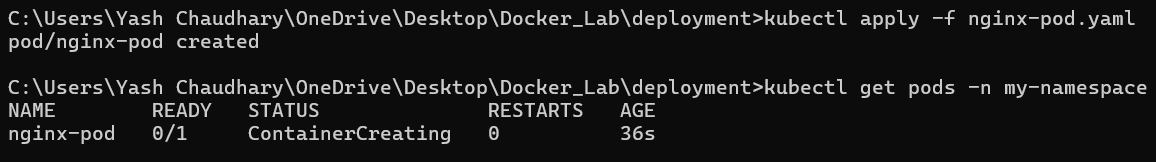 C:\Users\Yash Chaudhary\OneDrive\Desktop\Docker_Lab\deployment>kubectl apply -f nginx-pod.yaml
pod/nginx-pod created
C:\Users\Yash Chaudhary\OneDrive\Desktop\Docker_Lab\deployment>kubectl get pods -n my-namespace
NAME        READY   STATUS              RESTARTS   AGE
nginx-pod   0/1     ContainerCreating   0          36s